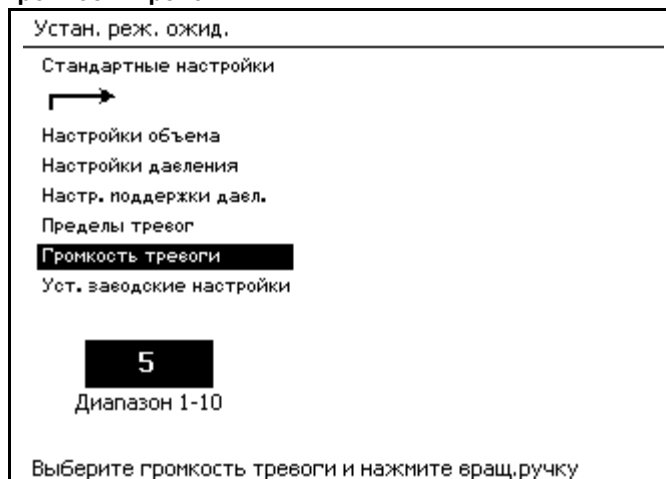 Устан. реж. ожид.
Стандартные настройки
Настройки объема
Настройки давления
Настр. поддержки давл.
Пределы тревог
Громкость тревоги
Уст. заводские настройки
5
Диапазон 1-10
Выберите громкость тревоги и нажмите вращ.ручку